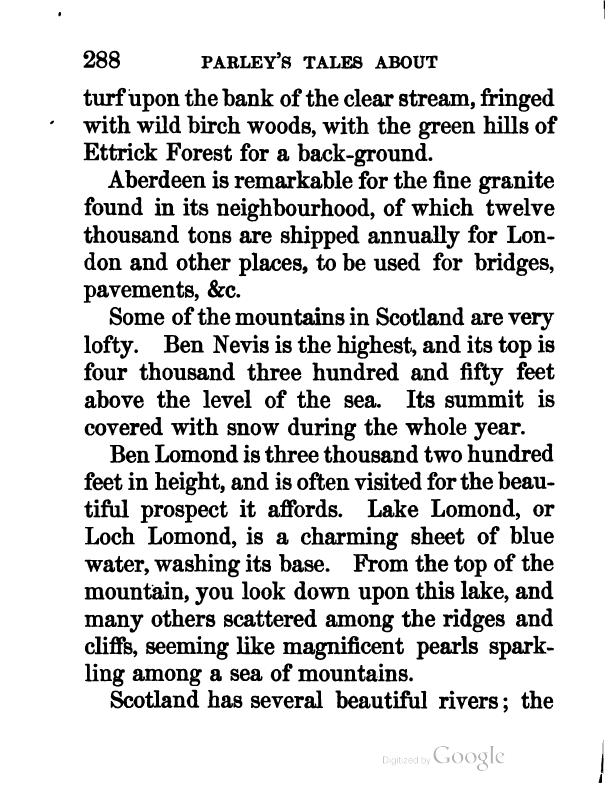 288 PARLEY'S TALES ABOUT
turf upon the bank of the clear stream, fringed
with wild birch woods, with the green hills of
Ettrick Forest for a back-ground.
Aberdeen is remarkable for the fine granite
found in its neighbourhood, of which twelve
thousand tons are shipped annually for Lon-
don and other places, to be used for bridges,
pavements, &c.
Some of the mountains in Scotland are very
lofty. Ben Nevis is the highest, and its top is
four thousand three hundred and fifty feet
above the level of the sea. Its summit is
covered with snow during the whole year.
Ben Lomond is three thousand two hundred
feet in height, and is often visited for the beau-
tiful prospect it affords. Lake Lomond, or
Loch Lomond, is a charming sheet of blue
water, washing its base. From the top of the
mountain, you look down upon this lake, and
many others scattered among the ridges and
cliffs, seeming like magnificent pearls spark-
ling among a sea of mountains.
Scotland has several beautiful rivers; the
Digitized by Google